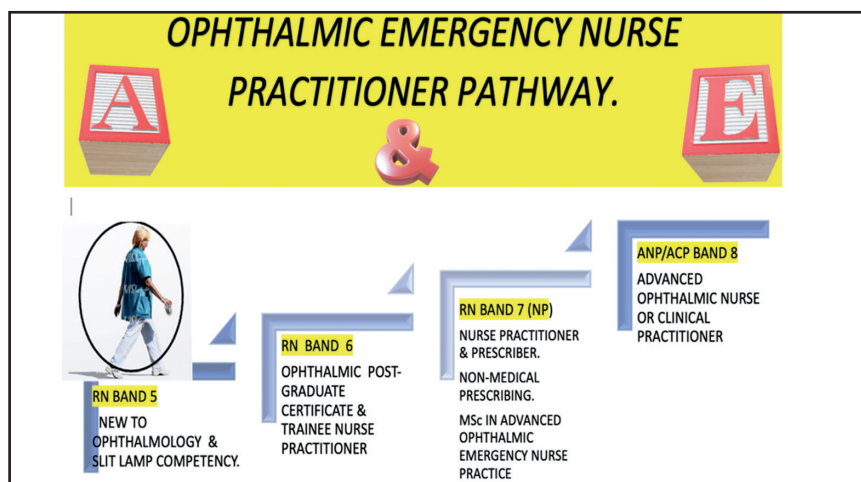 OPHTHALMIC EMERGENCY NURSE
PRACTITIONER PATHWAY.
A
&
E
RN BAND 5
NEW TO
OPHTHALMOLOGY &
SLIT LAMP COMPETENCY.
RN BAND 6
OPHTHALMIC POST-
GRADUATE
CERTIFICATE &
TRAINEE NURSE
PRACTITIONER
RN BAND 7 (NP)
NURSE PRACTITIONER
& PRESCRIBER.
NON-MEDICAL
PRESCRIBING.
MSc IN ADVANCED
OPHTHALMIC
EMERGENCY NURSE
PRACTICE
ANP/ACP BAND 8
ADVANCED
OPHTHALMIC NURSE
OR CLINICAL
PRACTITIONER